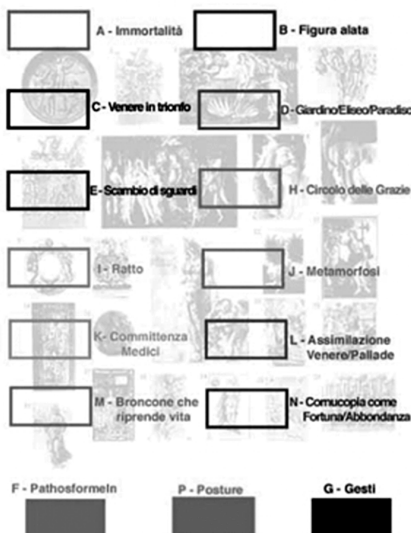 A - Immortalità
B - Figura alata
C - Venere in trionfo
D - Giardino/Eliseo/Paradiso
E - Scambio di sguardi
H - Circolo delle Grazie
I - Ratto
J - Metamorfosi
K - Committenza
Medici
L - Assimilazione
Venere/Pallade
M - Broncone che
riprende vita
N - Cornucopia come
Fortuna/Abbondanza
F - Pathosformeln
P - Posture
G - Gesti